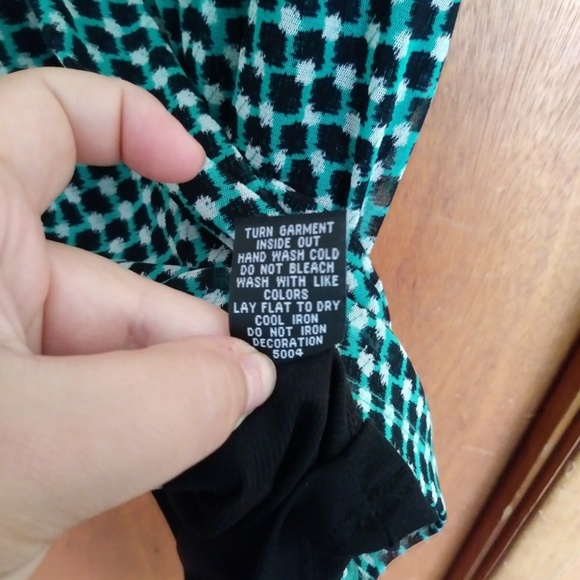 TURN GARMENT
INSIDE OUT
HAND WASH COLD
DO NOT BLEACH
WASH WITH LIKE
COLORS
LAY FLAT TO DRY
COOL IRON
DO NOT IRON
DECORATION
5004